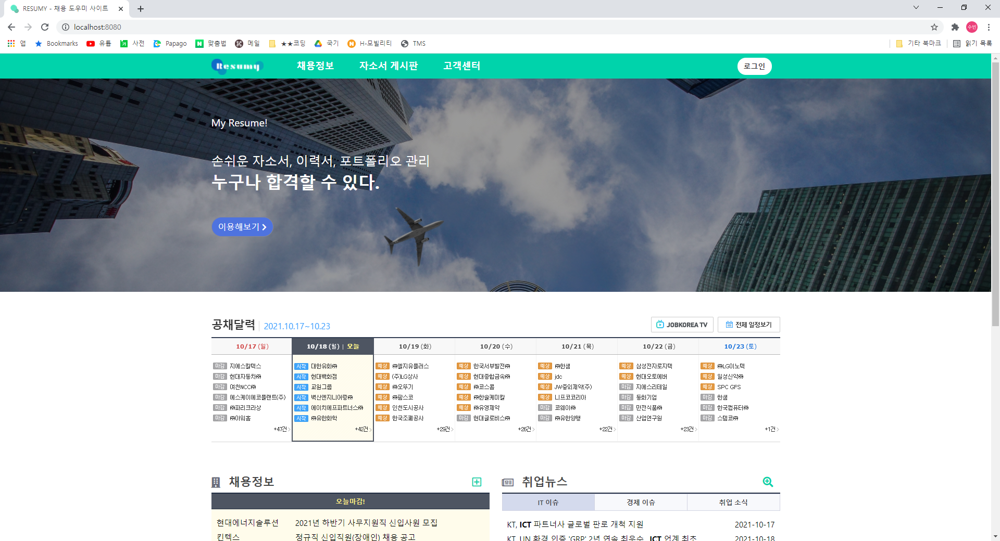 RESUMY - 채용 도우미 사이트
localhost:8080
수빈
앱 Bookmarks 유튭 사전 Papago 맞춤법 메일 ★★코딩 국기 H-모빌리티 TMS 기타 북마크 읽기 목록
Resumy 채용정보 자소서 게시판 고객센터 로그인
My Resume!
손쉬운 자소서, 이력서, 포트폴리오 관리
누구나 합격할 수 있다.
이용해보기
공채달력 2021.10.17~10.23 JOBKOREA TV 전체 일정보기
10/17 (일) 10/18 (월) | 오늘 10/19 (화) 10/20 (수) 10/21 (목) 10/22 (금) 10/23 (토)
마감 지에스칼텍스 시작 대한유화㈜ 예상 ㈜엘지유플러스 예상 한국서부발전㈜ 예상 ㈜한샘 예상 삼성전자로지텍 예상 ㈜LG이노텍
마감 현대자동차㈜ 시작 현대백화점 예상 (주)LG상사 예상 현대종합금속㈜ 예상 jdc 예상 현대오토에버 예상 일성신약㈜
마감 여천NCC㈜ 시작 교원그룹 예상 ㈜오뚜기 예상 ㈜코스콤 예상 JW중외제약(주) 마감 지에스리테일 예상 SPC GFS
마감 에스케이에코플랜트(주) 시작 벽산엔지니어링㈜ 예상 ㈜팜스코 예상 ㈜한솔케미칼 예상 니프코코리아 마감 동화기업 마감 한샘
마감 ㈜파리크라상 시작 에이치에프파트너스㈜ 예상 인천도시공사 예상 ㈜유영제약 마감 코웨이㈜ 마감 만전식품㈜ 마감 한국컴퓨터㈜
마감 ㈜아워홈 시작 ㈜유한화학 예상 한국조폐공사 마감 현대글로비스㈜ 마감 ㈜유한양행 마감 산업연구원 마감 스템코㈜
+47건 +42건 +29건 +26건 +22건 +23건 +1건
채용정보
오늘마감!
현대에너지솔루션 2021년 하반기 사무지원직 신입사원 모집
킨텍스 정규직 신입직원(장애인) 채용 공고
취업뉴스
IT 이슈 경제 이슈 취업 소식
KT, ICT 파트너사 글로벌 판로 개척 지원 2021-10-17
KT, UN 환경 인증 'GRP' 2년 연속 최우수...ICT 업계 최초 2021-10-18